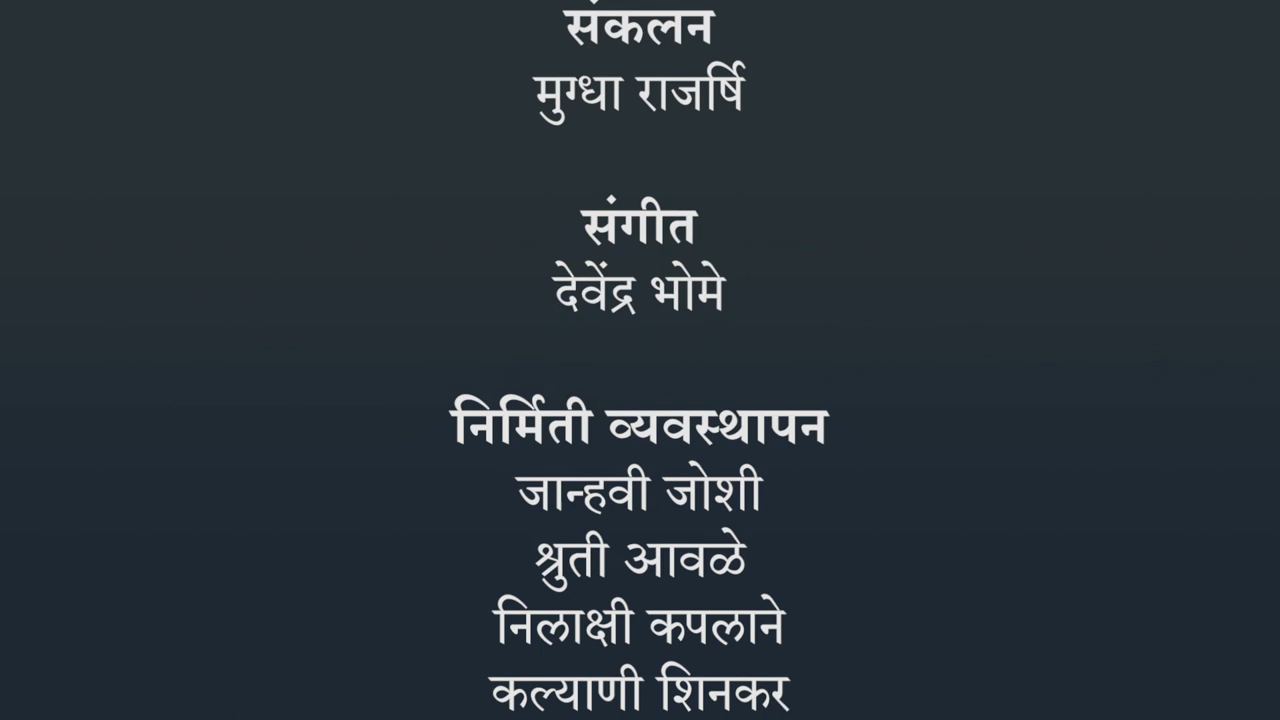 संकलन
मुग्धा राजर्षि
संगीत
देवेंद्र भोमे
निर्मिती व्यवस्थापन
जान्हवी जोशी
श्रुती आवळे
निलाक्षी कपलाने
कल्याणी शिनकर